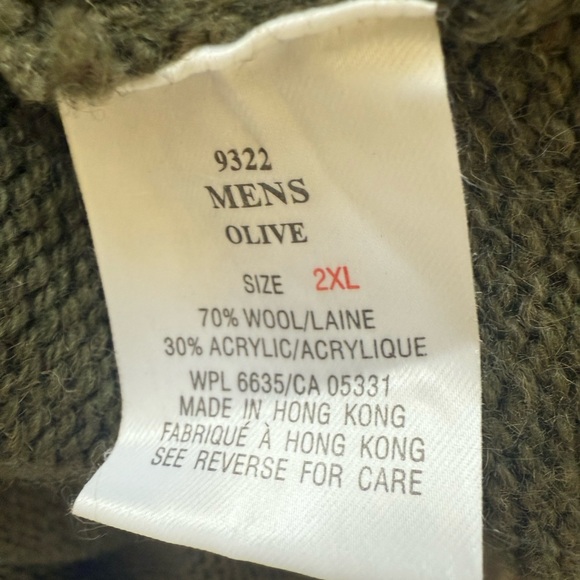 9322
MENS
OLIVE
SIZE 2XL
70% WOOL/LAINE
30% ACRYLIC/ACRYLIQUE
WPL 6635/CA 05331
MADE IN HONG KONG
FABRIQUÉ À HONG KONG
SEE REVERSE FOR CARE